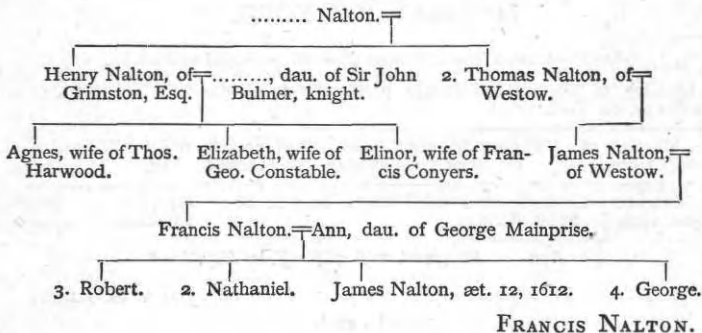 ......... Nalton.
Henry Nalton, of ........., dau. of Sir John 2. Thomas Nalton, of
Grimston, Esq. Bulmer, knight. Westow.
Agnes, wife of Thos. Elizabeth, wife of Elinor, wife of Fran- James Nalton,
Harwood. Geo. Constable. cis Conyers. of Westow.
Francis Nalton. Ann, dau. of George Mainprise.
3. Robert. 2. Nathaniel. James Nalton, æt. 12, 1612. 4. George.
FRANCIS NALTON.